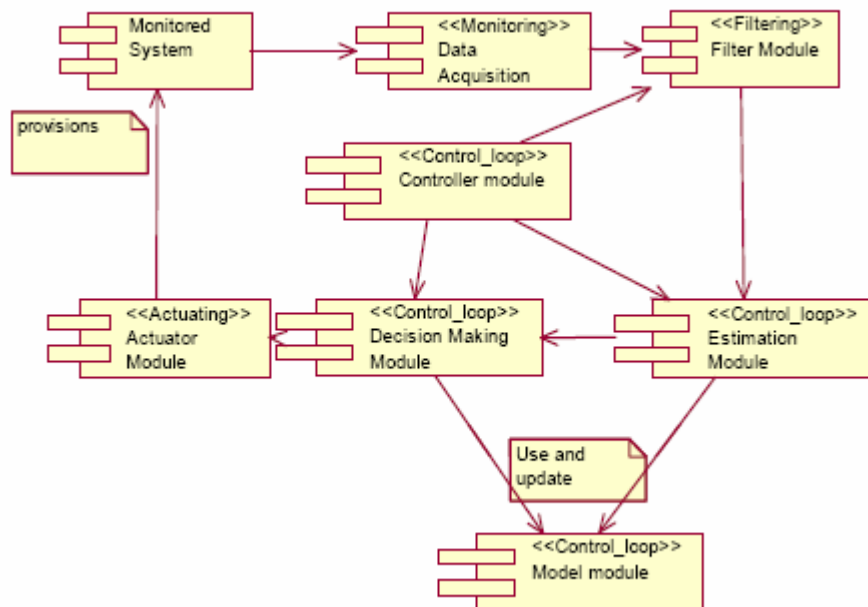 Monitored
System
<<Monitoring>>
Data
Acquisition
<<Filtering>>
Filter Module
provisions
<<Control_loop>>
Controller module
<<Actuating>>
Actuator
Module
<<Control_loop>>
Decision Making
Module
<<Control_loop>>
Estimation
Module
Use and
update
<<Control_loop>>
Model module